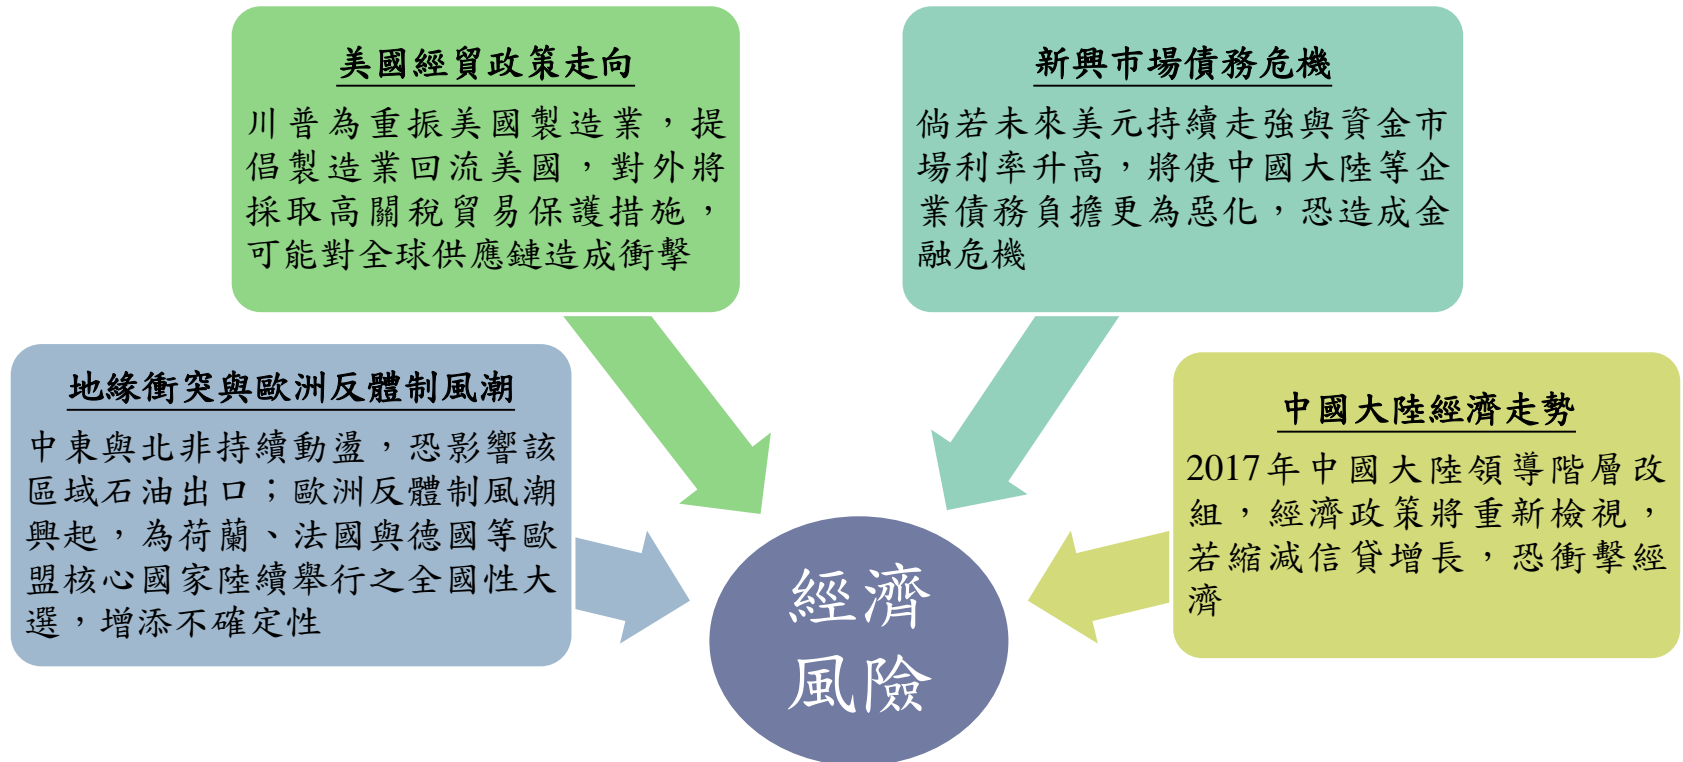 美國經貿政策走向
川普為重振美國製造業，提
倡製造業回流美國，對外將
採取高關稅貿易保護措施，
可能對全球供應鏈造成衝擊
新興市場債務危機
倘若未來美元持續走強與資金市
場利率升高，將使中國大陸等企
業債務負擔更為惡化，恐造成金
融危機
地緣衝突與歐洲反體制風潮
中東與北非持續動盪，恐影響該
區域石油出口；歐洲反體制風潮
興起，為荷蘭、法國與德國等歐
盟核心國家陸續舉行之全國性大
選，增添不確定性
中國大陸經濟走勢
2017年中國大陸領導階層改
組，經濟政策將重新檢視，
若縮減信貸增長，恐衝擊經
濟
經濟
風險